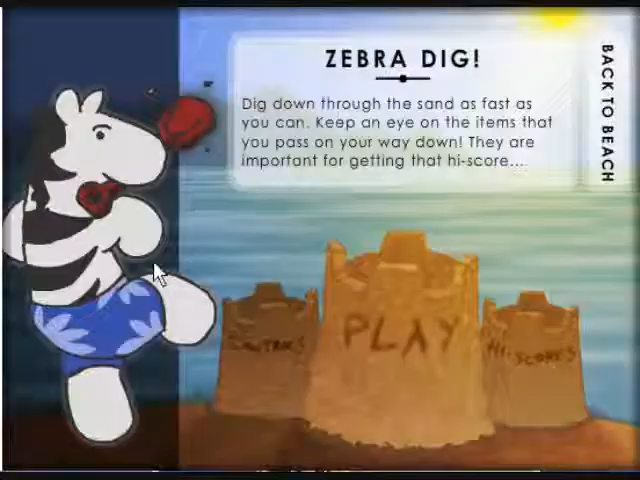 ZEBRA DIG!
Dig down through the sand as fast as
you can. Keep an eye on the items that
you pass on your way down! They are
important for getting that hi-score...
BACK TO BEACH
PLAY
HI-SCORES